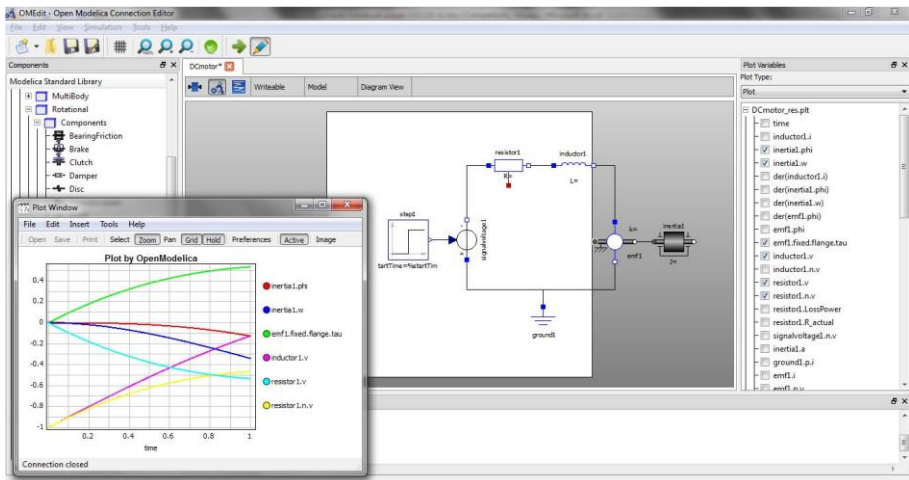 OMEdit - Open Modelica Connection Editor
File Edit View Simulation Tools Help
Components
Modelica Standard Library
MultiBody
Rotational
Components
BearingFriction
Brake
Clutch
Damper
Disc
DCmotor*
Writeable Model Diagram View
resistor1
R=
inductor1
L=
step1
tartTime=%startTim
signalvoltage1
k=
emf1
inertia1
J=
ground1
Plot Window
File Edit Insert Tools Help
Open Save Print Select Zoom Pan Grid Hold Preferences Active Image
Plot by OpenModelica
0.4
0.2
0
-0.2
-0.4
-0.6
-0.8
-1
0.2 0.4 0.6 0.8 1
time
inertia1.phi
inertia1.w
emf1.fixed.flange.tau
inductor1.v
resistor1.v
resistor1.n.v
Connection closed
Plot Variables
Plot Type:
Plot
DCmotor_res.plt
time
inductor1.i
inertia1.phi
inertia1.w
der(inductor1.i)
der(inertia1.phi)
der(inertia1.w)
der(emf1.phi)
emf1.phi
emf1.fixed.flange.tau
inductor1.v
inductor1.n.v
resistor1.v
resistor1.n.v
resistor1.LossPower
resistor1.R_actual
signalvoltage1.n.v
inertia1.a
ground1.p.i
emf1.i
emf1.n.v